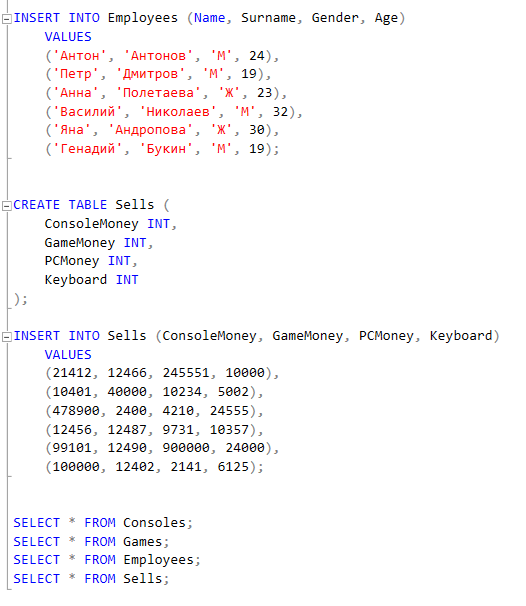 INSERT INTO Employees (Name, Surname, Gender, Age)
VALUES
('Антон', 'Антонов', 'М', 24),
('Петр', 'Дмитров', 'М', 19),
('Анна', 'Полетаева', 'Ж', 23),
('Василий', 'Николаев', 'М', 32),
('Яна', 'Андропова', 'Ж', 30),
('Генадий', 'Букин', 'М', 19);
CREATE TABLE Sells (
ConsoleMoney INT,
GameMoney INT,
PCMoney INT,
Keyboard INT
);
INSERT INTO Sells (ConsoleMoney, GameMoney, PCMoney, Keyboard)
VALUES
(21412, 12466, 245551, 10000),
(10401, 40000, 10234, 5002),
(478900, 2400, 4210, 24555),
(12456, 12487, 9731, 10357),
(99101, 12490, 900000, 24000),
(100000, 12402, 2141, 6125);
SELECT * FROM Consoles;
SELECT * FROM Games;
SELECT * FROM Employees;
SELECT * FROM Sells;